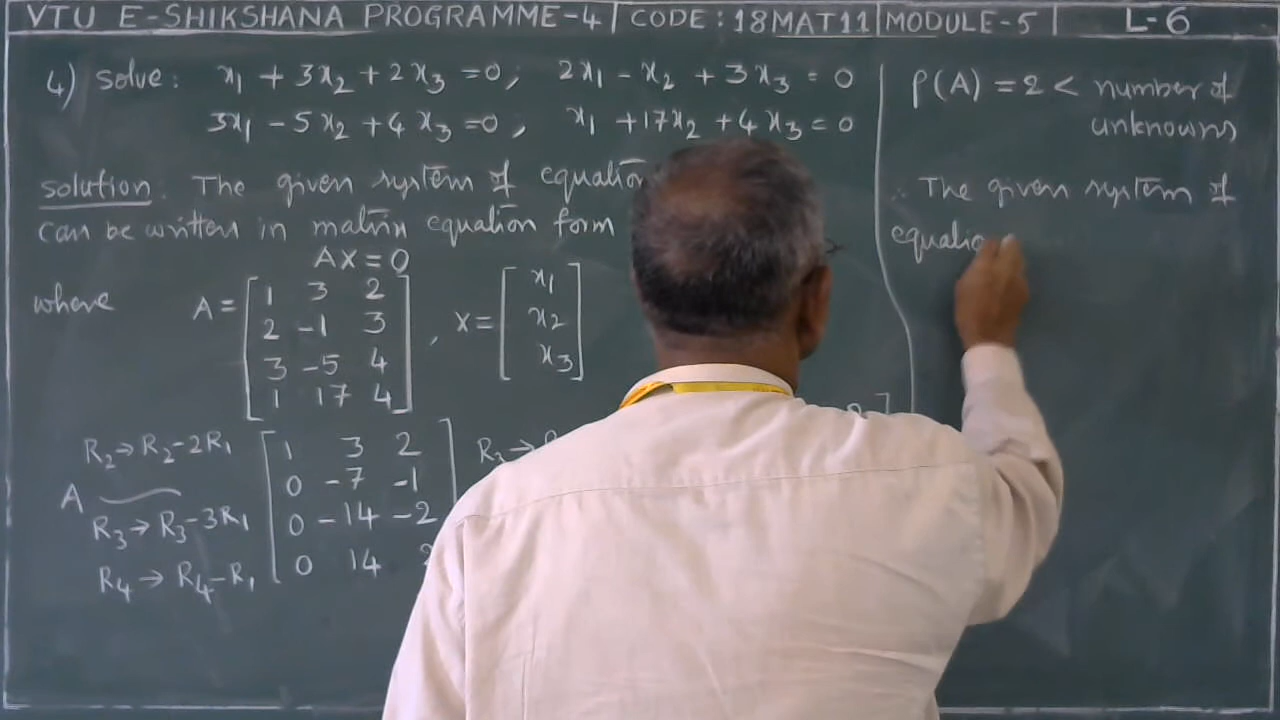 VTU E-SHIKSHANA PROGRAMME-4 | CODE: 18MAT11 | MODULE-5 | L-6
4) solve: x1 + 3x2 + 2x3 = 0; 2x1 - x2 + 3x3 = 0
3x1 - 5x2 + 4x3 = 0; x1 + 17x2 + 4x3 = 0
solution: The given system of equation
can be written in matrix equation form
AX = 0
where A = [1 3 2
2 -1 3
3 -5 4
1 17 4], X = [x1
x2
x3]
R2→R2-2R1
A ~
R3→R3-3R1
R4→R4-R1
[1 3 2
0 -7 -1
0 -14 -2
0 14
R3→
ρ(A) = 2 < number of
unknowns
∴ The given system of
equatio